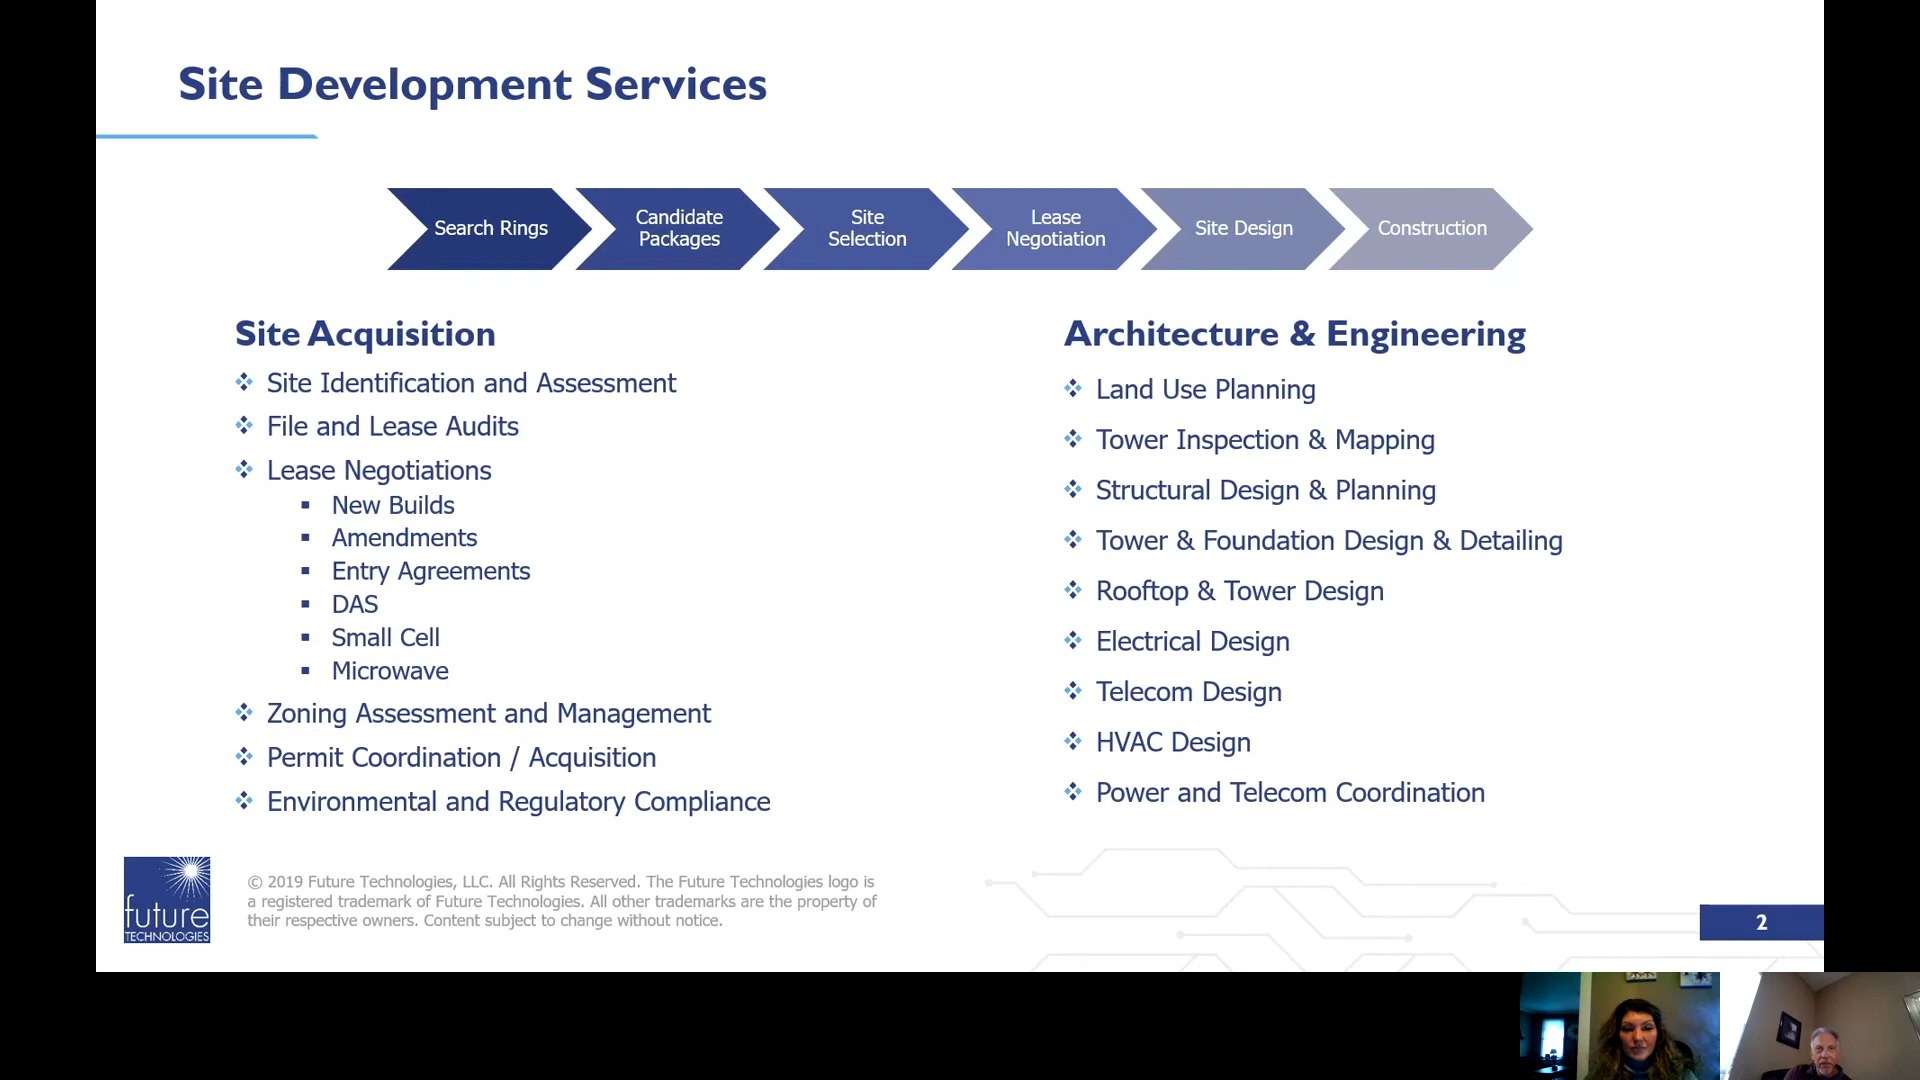 Site Development Services
Search Rings
Candidate
Packages
Site
Selection
Lease
Negotiation
Site Design
Construction
Site Acquisition
Site Identification and Assessment
File and Lease Audits
Lease Negotiations
New Builds
Amendments
Entry Agreements
DAS
Small Cell
Microwave
Zoning Assessment and Management
Permit Coordination / Acquisition
Environmental and Regulatory Compliance
Architecture & Engineering
Land Use Planning
Tower Inspection & Mapping
Structural Design & Planning
Tower & Foundation Design & Detailing
Rooftop & Tower Design
Electrical Design
Telecom Design
HVAC Design
Power and Telecom Coordination
future
TECHNOLOGIES
© 2019 Future Technologies, LLC. All Rights Reserved. The Future Technologies logo is
a registered trademark of Future Technologies. All other trademarks are the property of
their respective owners. Content subject to change without notice.
2